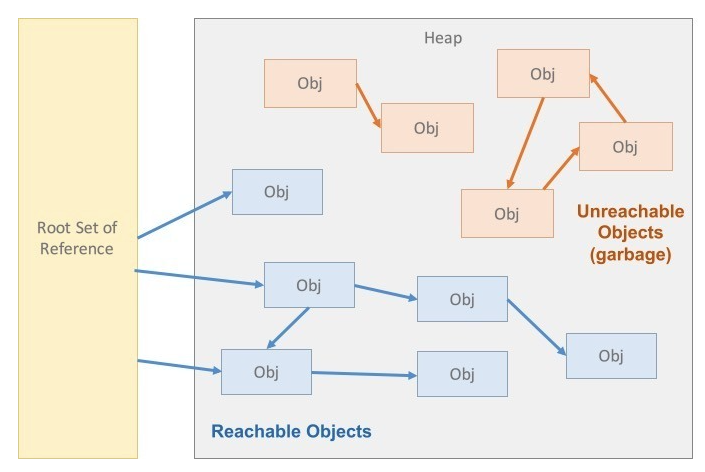 Heap
Obj
Obj
Obj
Obj
Obj
Obj
Unreachable
Objects
(garbage)
Root Set of
Reference
Obj
Obj
Obj
Obj
Obj
Reachable Objects